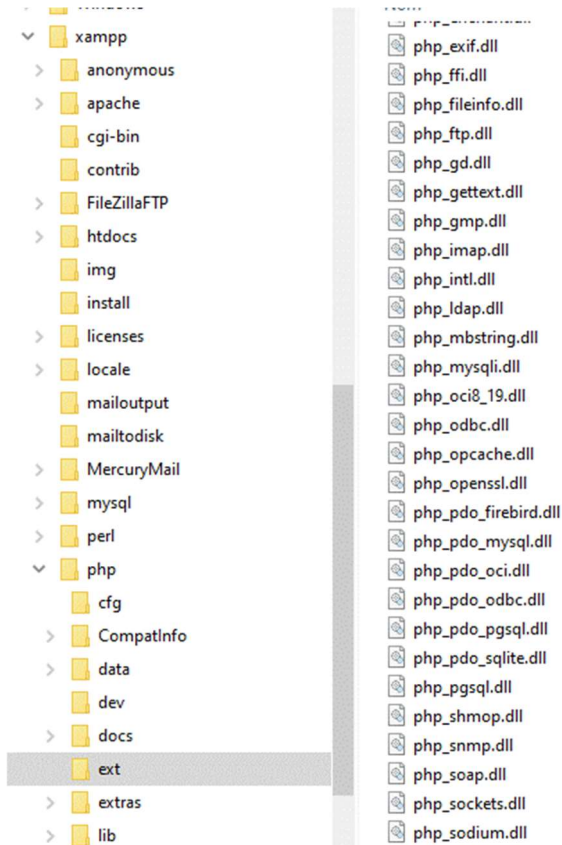 xampp
anonymous
apache
cgi-bin
contrib
FileZillaFTP
htdocs
img
install
licenses
locale
mailoutput
mailtodisk
MercuryMail
mysql
perl
php
cfg
CompatInfo
data
dev
docs
ext
extras
lib
php_exif.dll
php_ffi.dll
php_fileinfo.dll
php_ftp.dll
php_gd.dll
php_gettext.dll
php_gmp.dll
php_imap.dll
php_intl.dll
php_ldap.dll
php_mbstring.dll
php_mysqli.dll
php_oci8_19.dll
php_odbc.dll
php_opcache.dll
php_openssl.dll
php_pdo_firebird.dll
php_pdo_mysql.dll
php_pdo_oci.dll
php_pdo_odbc.dll
php_pdo_pgsql.dll
php_pdo_sqlite.dll
php_pgsql.dll
php_shmop.dll
php_snmp.dll
php_soap.dll
php_sockets.dll
php_sodium.dll